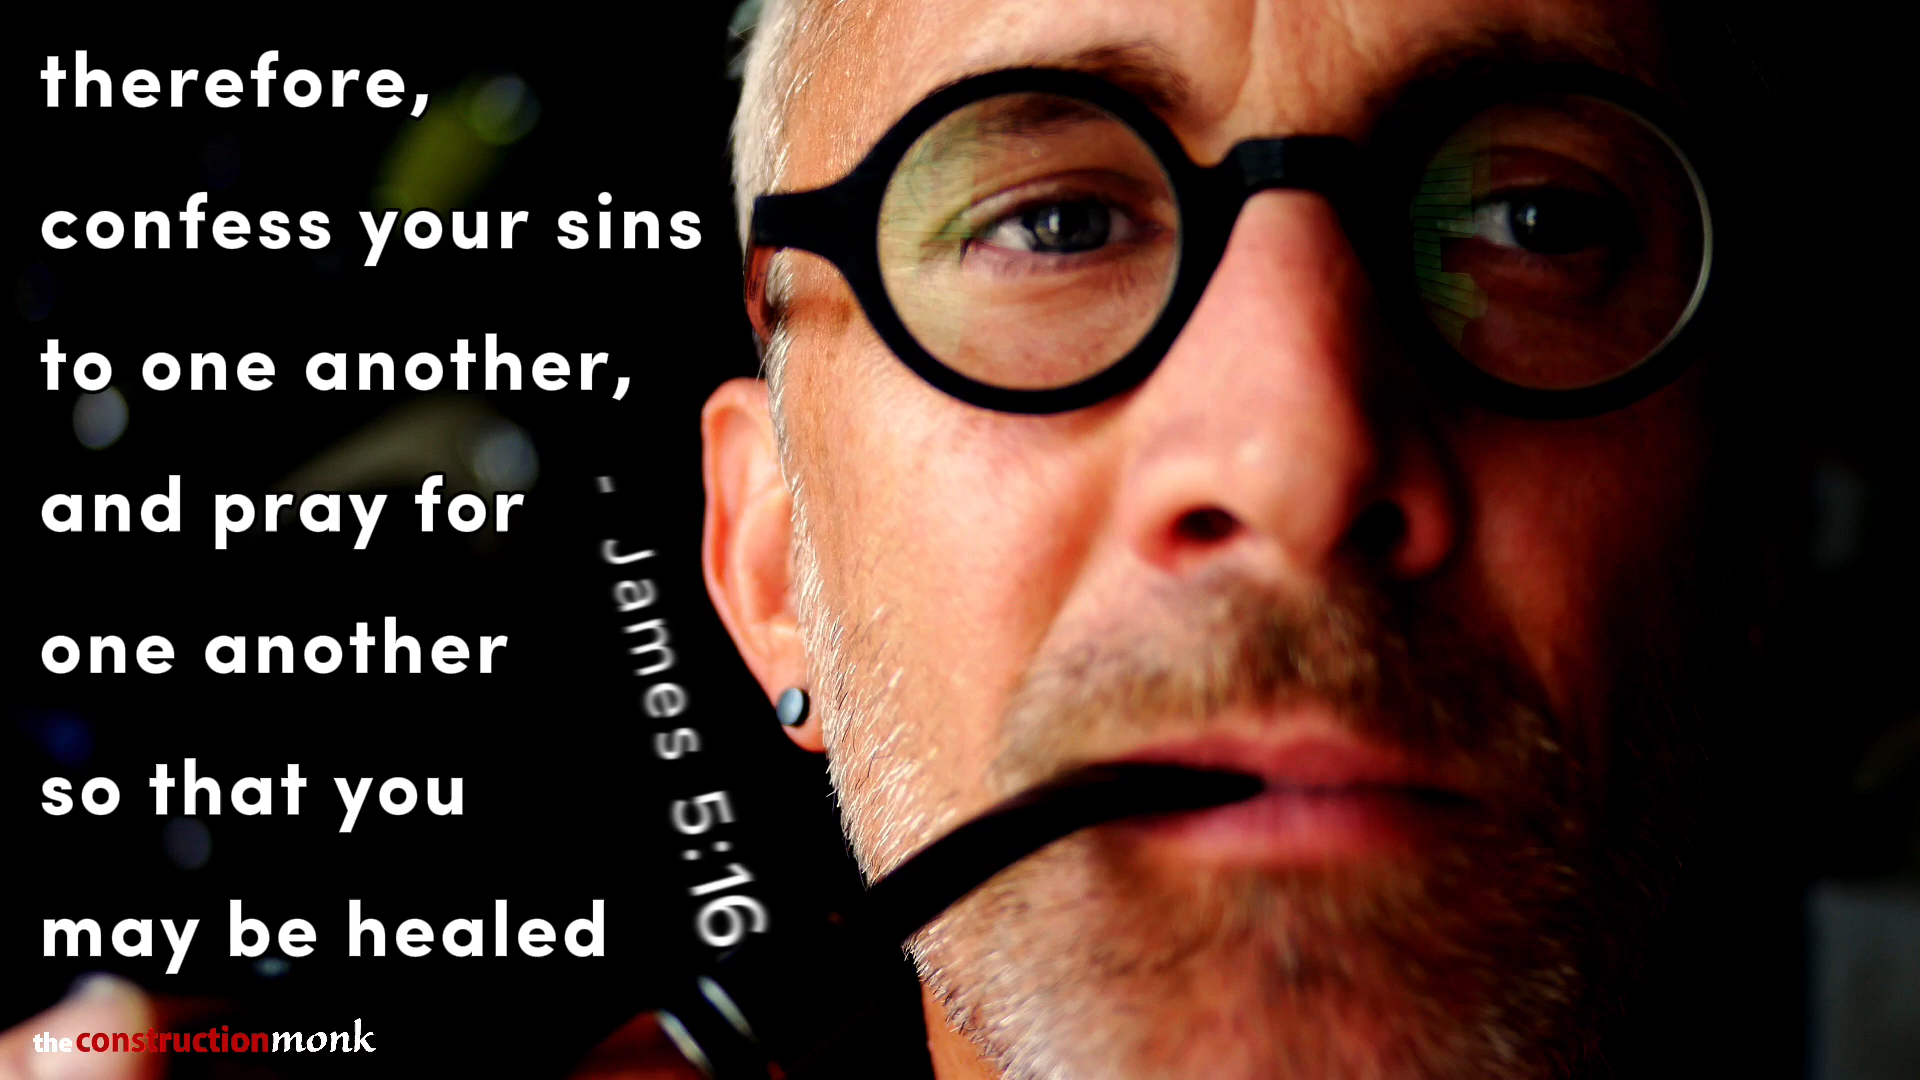 therefore,
confess your sins
to one another,
and pray for
one another
so that you
may be healed
- James 5:16
theconstructionmonk